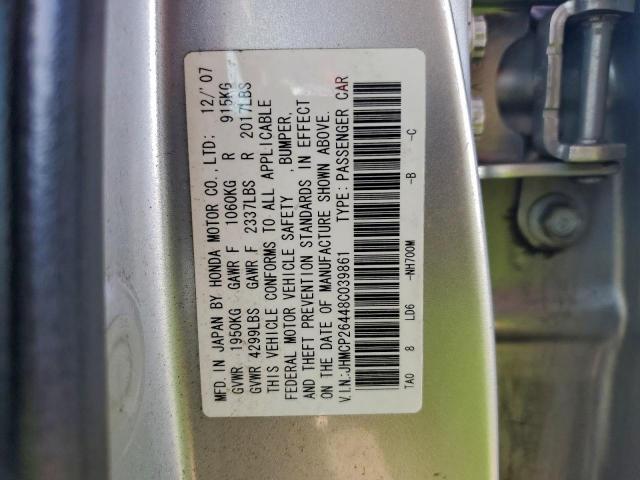 MFD. IN JAPAN BY HONDA MOTOR CO., LTD: 12/'07
GVWR 1950KG GAWR F 1060KG R 915KG
GVWR 4299LBS GAWR F 2337LBS R 2017LBS
THIS VEHICLE CONFORMS TO ALL APPLICABLE
FEDERAL MOTOR VEHICLE SAFETY , BUMPER,
AND THEFT PREVENTION STANDARDS IN EFFECT
ON THE DATE OF MANUFACTURE SHOWN ABOVE.
V.I.N.:JHMCP26448C039861 TYPE: PASSENGER CAR
TA0 8 LD6 -NH700M -B -C